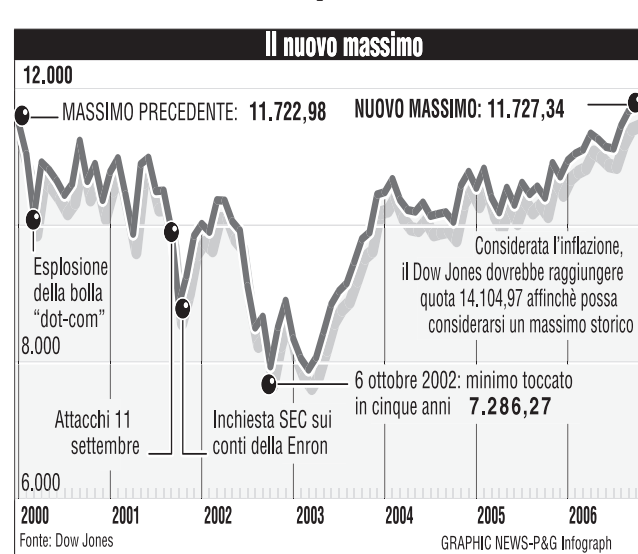 Il nuovo massimo
12.000
MASSIMO PRECEDENTE: 11.722,98
NUOVO MASSIMO: 11.727,34
Esplosione
della bolla
“dot-com”
Considerata l’inflazione,
il Dow Jones dovrebbe raggiungere
quota 14.104,97 affinchè possa
considerarsi un massimo storico
8.000
6 ottobre 2002: minimo toccato
in cinque anni 7.286,27
Attacchi 11
settembre
Inchiesta SEC sui
conti della Enron
6.000
2000 2001 2002 2003 2004 2005 2006
Fonte: Dow Jones
GRAPHIC NEWS-P&G Infograph